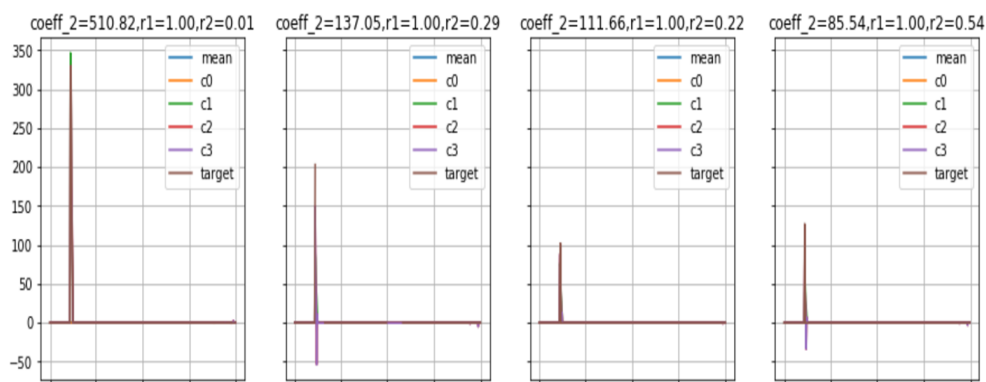 coeff_2=510.82,r1=1.00,r2=0.01
350
300
250
200
150
100
50
0
−50
mean
c0
c1
c2
c3
target
coeff_2=137.05,r1=1.00,r2=0.29
mean
c0
c1
c2
c3
target
coeff_2=111.66,r1=1.00,r2=0.22
mean
c0
c1
c2
c3
target
coeff_2=85.54,r1=1.00,r2=0.54
mean
c0
c1
c2
c3
target